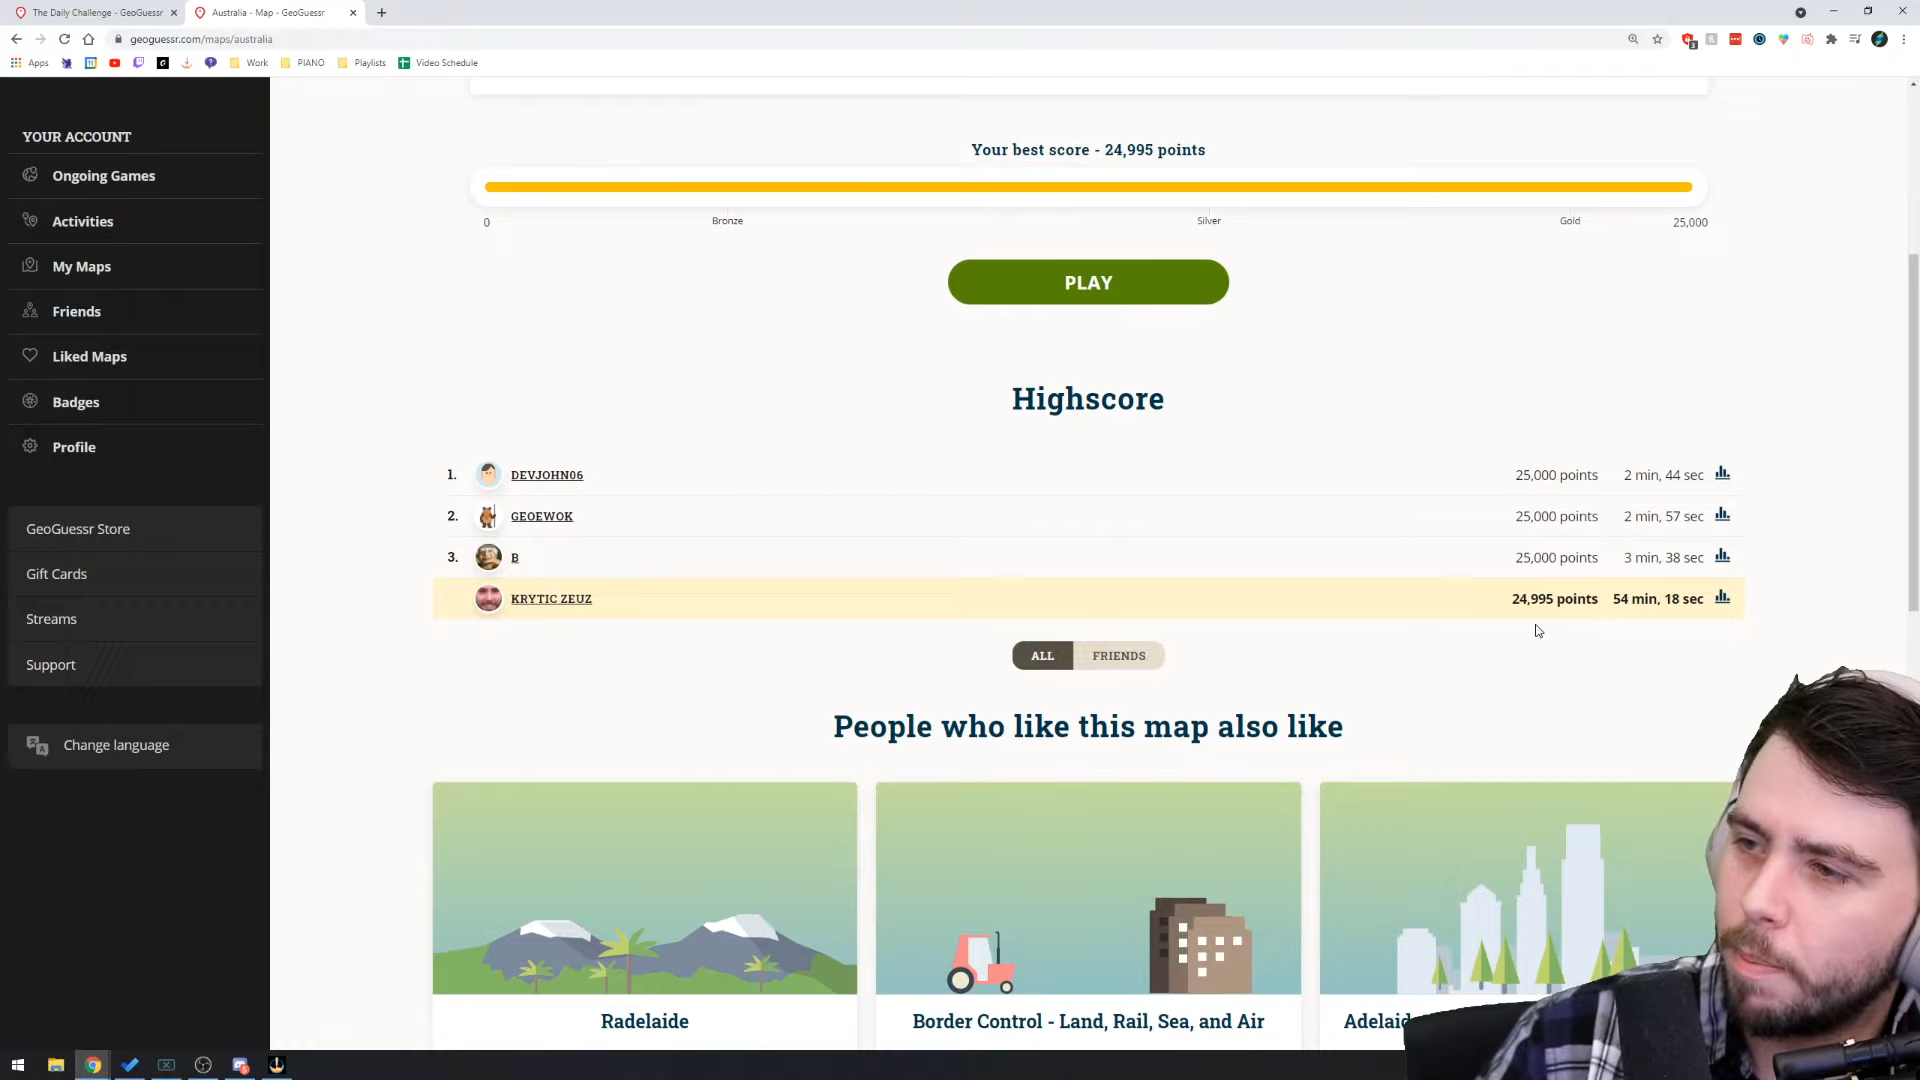 The Daily Challenge - GeoGuessr
Australia - Map - GeoGuessr
geoguessr.com/maps/australia
Apps
Work
PIANO
Playlists
Video Schedule
YOUR ACCOUNT
Ongoing Games
Activities
My Maps
Friends
Liked Maps
Badges
Profile
GeoGuessr Store
Gift Cards
Streams
Support
Change language
Your best score - 24,995 points
0
Bronze
Silver
Gold
25,000
PLAY
Highscore
1. DEVJOHN06 25,000 points 2 min, 44 sec
2. GEOEWOK 25,000 points 2 min, 57 sec
3. B 25,000 points 3 min, 38 sec
KRYTIC ZEUZ 24,995 points 54 min, 18 sec
ALL FRIENDS
People who like this map also like
Radelaide
Border Control - Land, Rail, Sea, and Air